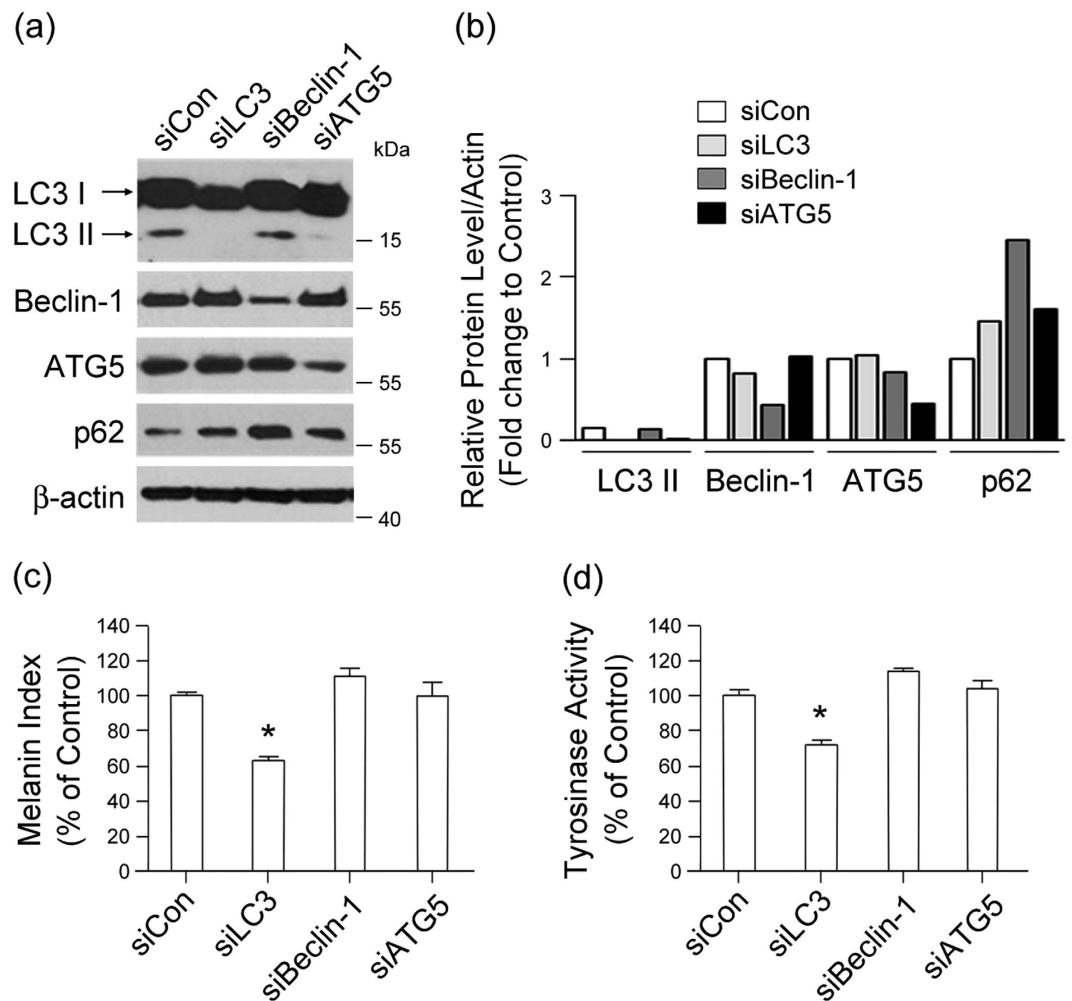 (a)
siCon
siLC3
siBeclin-1
siATG5
kDa
LC3 I
LC3 II
15
Beclin-1
55
ATG5
55
p62
55
β-actin
40
(b)
siCon
siLC3
siBeclin-1
siATG5
Relative Protein Level/Actin
(Fold change to Control)
3
2
1
0
LC3 II
Beclin-1
ATG5
p62
(c)
Melanin Index
(% of Control)
140
120
100
80
60
40
20
0
*
siCon
siLC3
siBeclin-1
siATG5
(d)
Tyrosinase Activity
(% of Control)
140
120
100
80
60
40
20
0
*
siCon
siLC3
siBeclin-1
siATG5